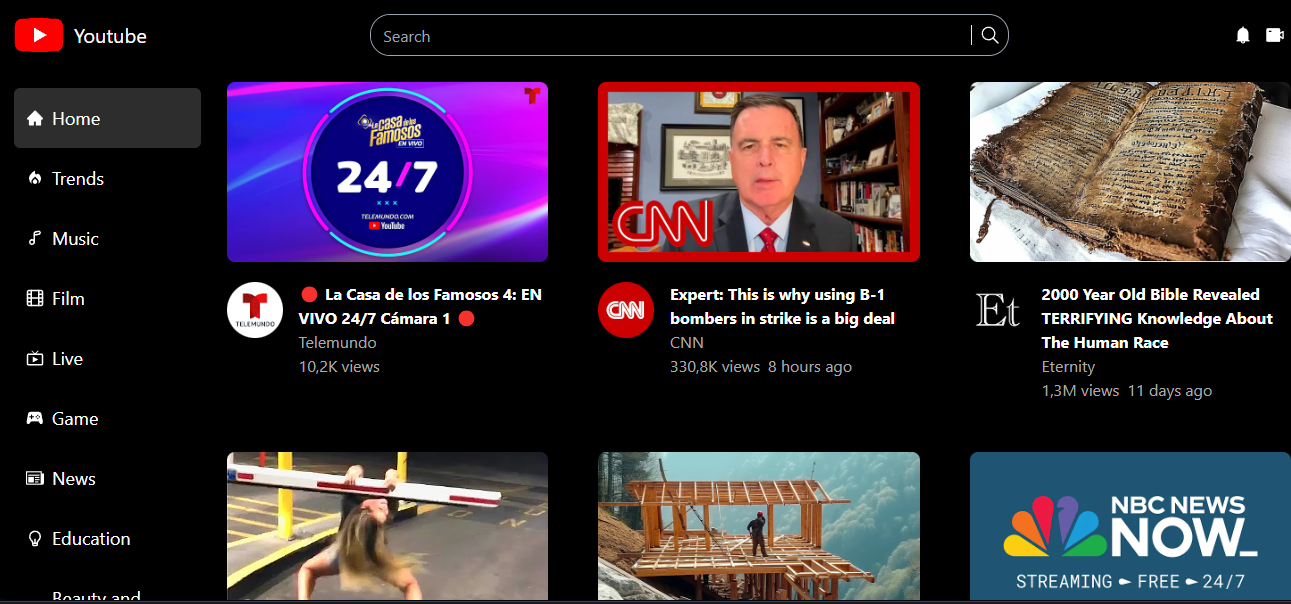 Youtube
Search
Home
Trends
Music
Film
Live
Game
News
Education
Beauty and
La Casa de los
Famosos
EN VIVO
24/7
TELEMUNDO.COM
YouTube
TELEMUNDO
🔴 La Casa de los Famosos 4: EN
VIVO 24/7 Cámara 1 🔴
Telemundo
10,2K views
CNN
CNN
Expert: This is why using B-1
bombers in strike is a big deal
CNN
330,8K views 8 hours ago
Et
2000 Year Old Bible Revealed
TERRIFYING Knowledge About
The Human Race
Eternity
1,3M views 11 days ago
NBC NEWS
NOW_
STREAMING ► FREE ► 24/7